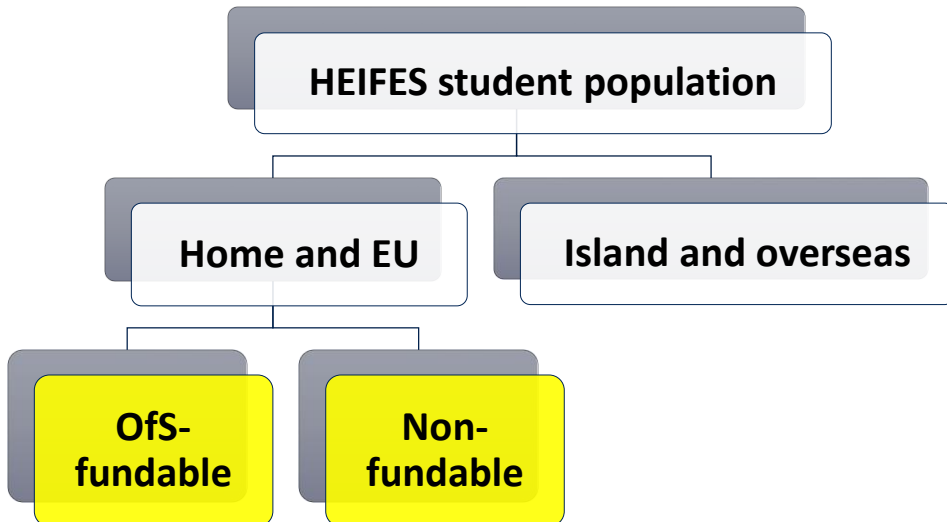 HEIFES student population
Home and EU
Island and overseas
OfS-
fundable
Non-
fundable